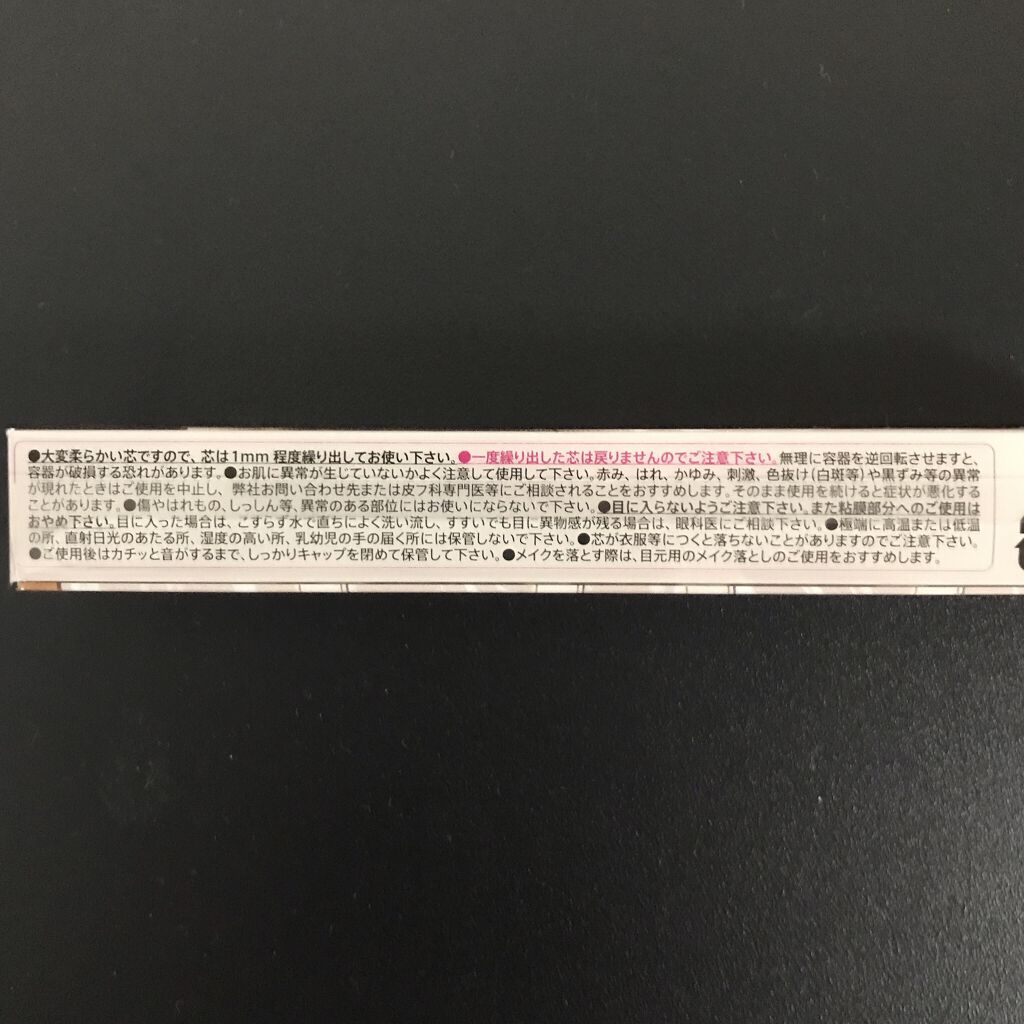 ●大変柔らかい芯ですので、芯は1mm程度繰り出してお使い下さい。●一度繰り出した芯は戻りませんのでご注意下さい。無理に容器を逆回転させますと、
容器が破損する恐れがあります。●お肌に異常が生じていないかよく注意して使用して下さい。赤み、はれ、かゆみ、刺激、色抜け(白斑等)や黒ずみ等の異常
が現れたときはご使用を中止し、弊社お問い合わせ先または皮フ科専門医等にご相談されることをおすすめします。そのまま使用を続けると症状が悪化する
ことがあります。●傷やはれもの、しっしん等、異常のある部位にはお使いにならないで下さい。●目に入らないようご注意下さい。また粘膜部分へのご使用は
おやめ下さい。目に入った場合は、こすらず水で直ちによく洗い流し、すすいでも目に異物感が残る場合は、眼科医にご相談下さい。●極端に高温または低温
の所、直射日光のあたる所、湿度の高い所、乳幼児の手の届く所には保管しないで下さい。●芯が衣服等につくと落ちないことがありますのでご注意下さい。
●ご使用後はカチッと音がするまで、しっかりキャップを閉めて保管して下さい。●メイクを落とす際は、目元用のメイク落としのご使用をおすすめします。